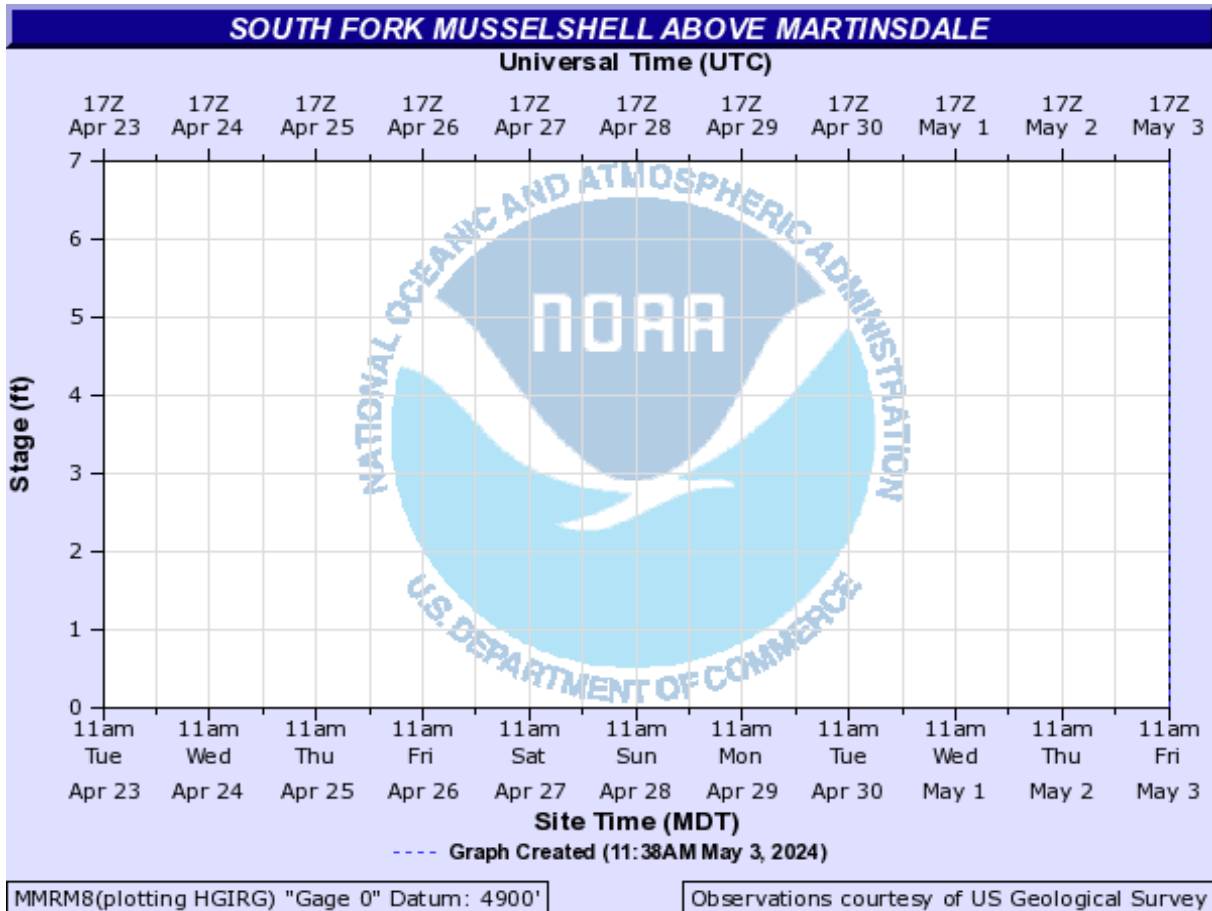 SOUTH FORK MUSSELSHELL ABOVE MARTINSDALE
Universal Time (UTC)
17Z 17Z 17Z 17Z 17Z 17Z 17Z 17Z 17Z 17Z 17Z
Apr 23 Apr 24 Apr 25 Apr 26 Apr 27 Apr 28 Apr 29 Apr 30 May 1 May 2 May 3
7
6
5
4
3
2
1
0
Stage (ft)
NATIONAL OCEANIC AND ATMOSPHERIC ADMINISTRATION
NOAA
U.S. DEPARTMENT OF COMMERCE
11am 11am 11am 11am 11am 11am 11am 11am 11am 11am 11am
Tue Wed Thu Fri Sat Sun Mon Tue Wed Thu Fri
Apr 23 Apr 24 Apr 25 Apr 26 Apr 27 Apr 28 Apr 29 Apr 30 May 1 May 2 May 3
Site Time (MDT)
---- Graph Created (11:38AM May 3, 2024)
MMRM8(plotting HGIRG) "Gage 0" Datum: 4900'
Observations courtesy of US Geological Survey